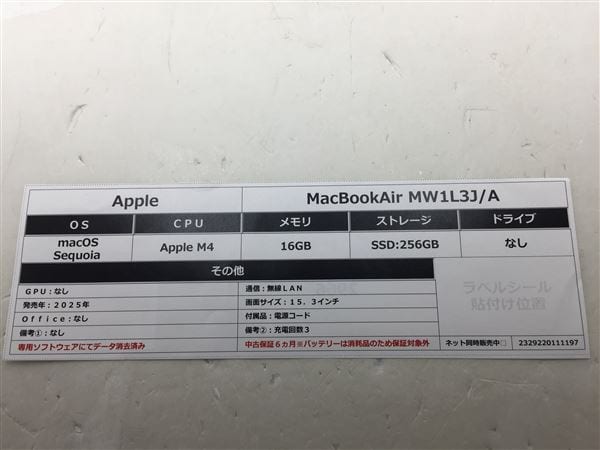 Apple MacBookAir MW1L3J/A
OS CPU メモリ ストレージ ドライブ
macOS Sequoia Apple M4 16GB SSD:256GB なし
その他
GPU:なし 通信:無線LAN
発売年:2025年 画面サイズ:15.3インチ
Office:なし 付属品:電源コード
備考①:なし 備考②:充電回数3
ラベルシール
貼付け位置
専用ソフトウェアにてデータ消去済み 中古保証6ヵ月※バッテリーは消耗品のため保証対象外 ネット同時販売中□ 2329220111197